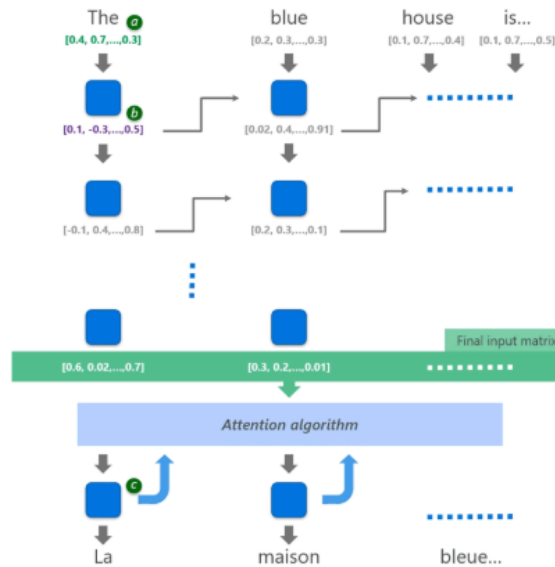 The blue house is...
a
[0.4, 0.7,...,0.3] [0.2, 0.3,...,0.3] [0.1, 0.7,...,0.4] [0.1, 0.7,...,0.5]
b
[0.1, -0.3,...,0.5] [0.02, 0.4,...,0.91]
[-0.1, 0.4,...,0.8] [0.2, 0.3,...,0.1]
Final input matrix
[0.6, 0.02,...,0.7] [0.3, 0.2,...,0.01]
Attention algorithm
c
La maison bleue...